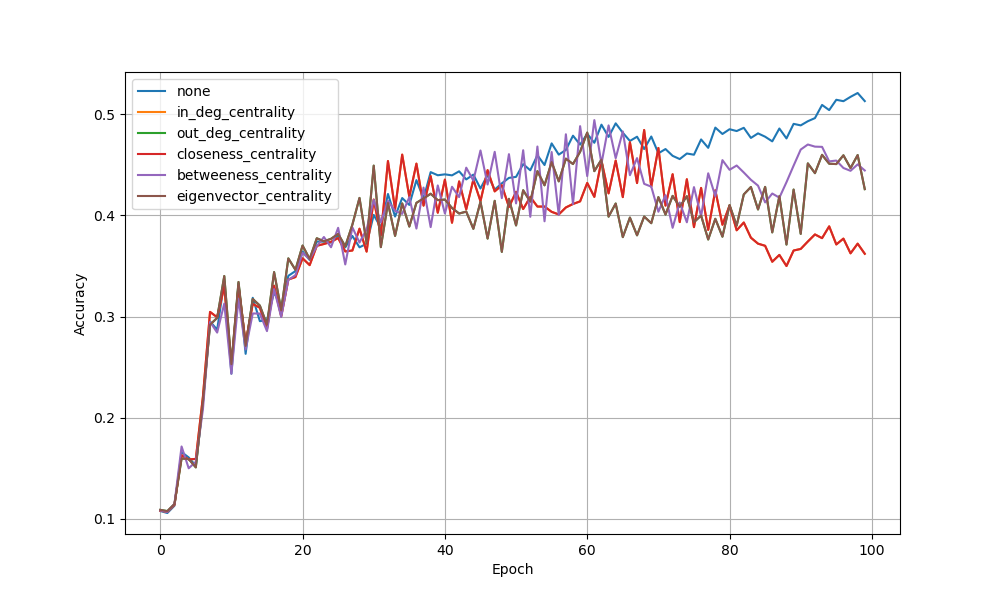 none
in_deg_centrality
out_deg_centrality
closeness_centrality
betweeness_centrality
eigenvector_centrality
0.5
0.4
0.3
0.2
0.1
Accuracy
0 20 40 60 80 100
Epoch